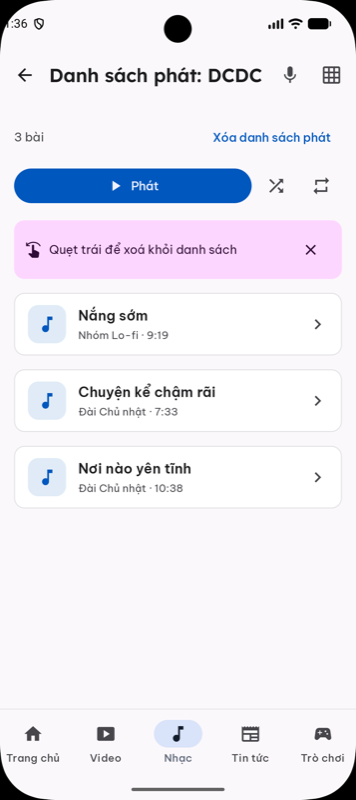 Danh sách phát: DCDC
3 bài
Xóa danh sách phát
Phát
Quẹt trái để xoá khỏi danh sách
Nắng sớm
Nhóm Lo-fi · 9:19
Chuyện kể chậm rãi
Đài Chủ nhật · 7:33
Nơi nào yên tĩnh
Đài Chủ nhật · 10:38
Trang chủ
Video
Nhạc
Tin tức
Trò chơi